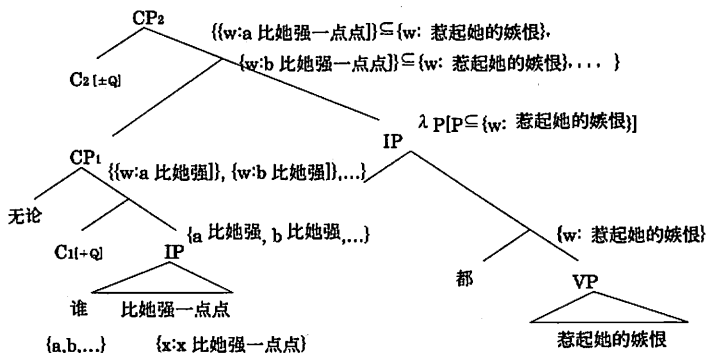 CP₂
{{w:a 比她强一点点]}⊆{w: 惹起她的嫉恨},
{w:b 比她强一点点]}⊆{w: 惹起她的嫉恨}, . . . }
C₂ [±Q]
λ P[P⊆{w: 惹起她的嫉恨}]
IP
CP₁
{{w:a 比她强]}, {w:b 比她强]},…}
无论
{a 比她强, b 比她强,…}
{w: 惹起她的嫉恨}
C₁[+Q]
IP
都
VP
谁 比她强一点点
惹起她的嫉恨
{a,b,…} {x:x 比她强一点点}